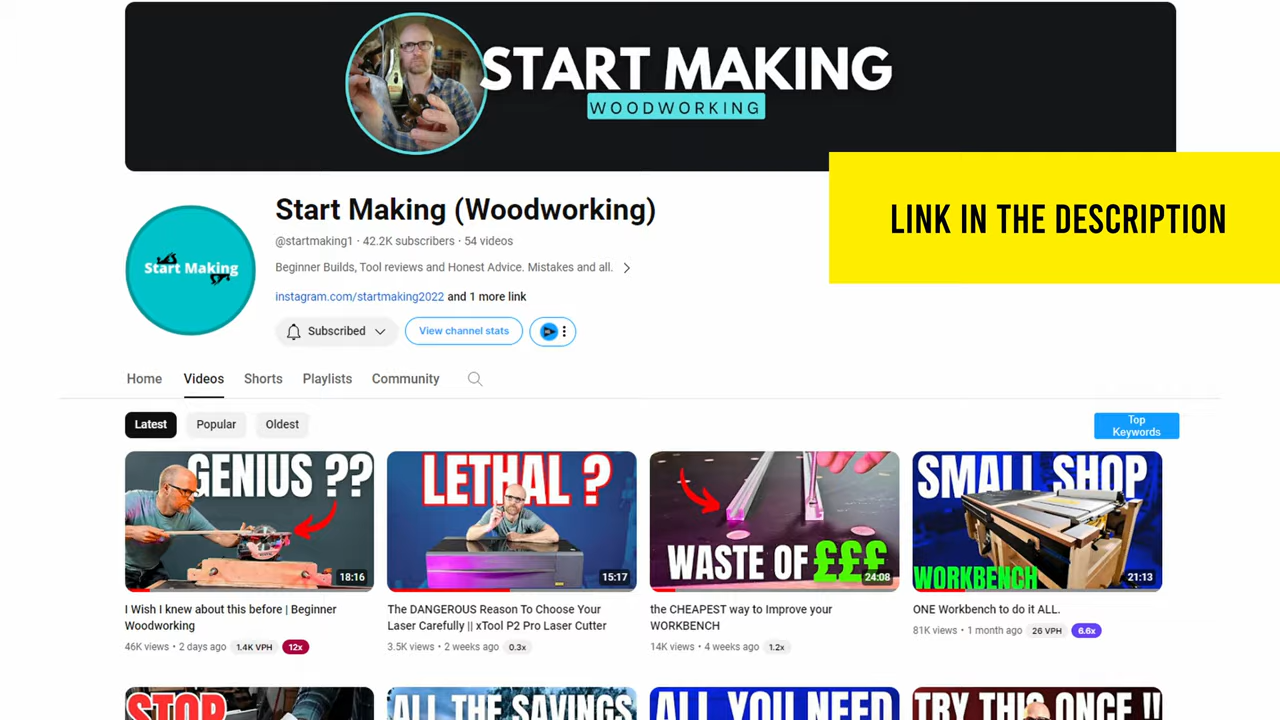 START MAKING
WOODWORKING
LINK IN THE DESCRIPTION
Start Making
Start Making (Woodworking)
@startmaking1 · 42.2K subscribers · 54 videos
Beginner Builds, Tool reviews and Honest Advice. Mistakes and all.
instagram.com/startmaking2022 and 1 more link
Subscribed
View channel stats
Home Videos Shorts Playlists Community
Latest Popular Oldest
Top
Keywords
GENIUS ??
18:16
I Wish I knew about this before | Beginner
Woodworking
46K views • 2 days ago 1.4K VPH 12x
LETHAL ?
15:17
The DANGEROUS Reason To Choose Your
Laser Carefully || xTool P2 Pro Laser Cutter
3.5K views • 2 weeks ago 0.3x
WASTE OF £££
24:08
the CHEAPEST way to Improve your
WORKBENCH
14K views • 4 weeks ago 1.2x
SMALL SHOP
WORKBENCH
21:13
ONE Workbench to do it ALL.
81K views • 1 month ago 26 VPH 6.6x
STOP
ALL THE SAVINGS
ALL YOU NEED
TRY THIS ONCE !!